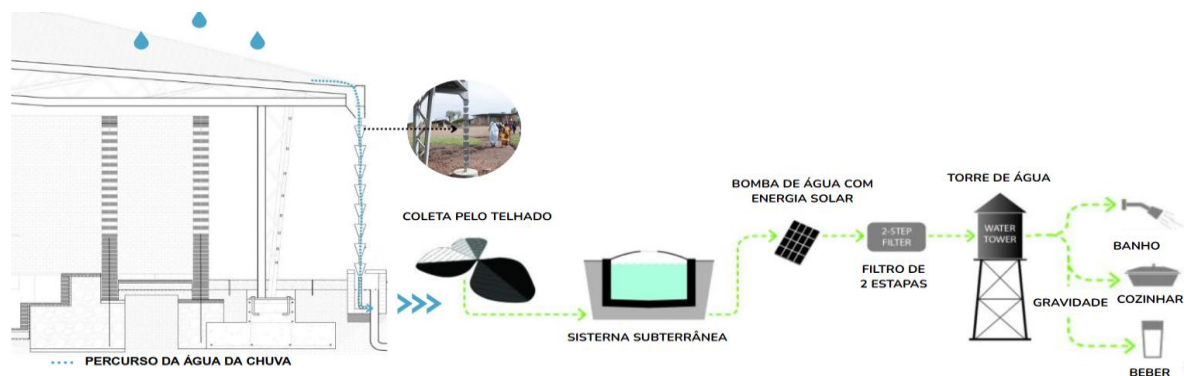 COLETA PELO TELHADO
SISTERNA SUBTERRÂNEA
BOMBA DE ÁGUA COM
ENERGIA SOLAR
2-STEP
FILTER
FILTRO DE
2 ESTAPAS
TORRE DE ÁGUA
WATER
TOWER
GRAVIDADE
BANHO
COZINHAR
BEBER
PERCURSO DA ÁGUA DA CHUVA